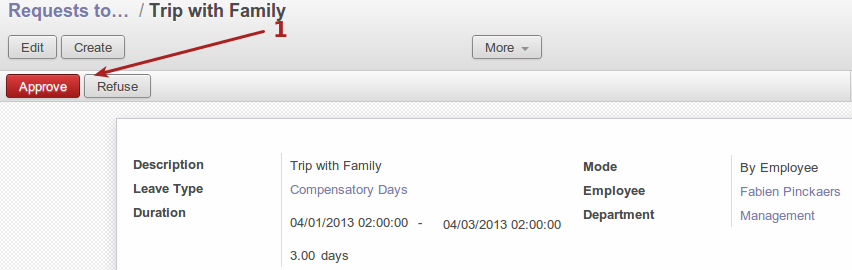 Requests to... / Trip with Family
1
Edit Create More
Approve Refuse
Description Trip with Family Mode By Employee
Leave Type Compensatory Days Employee Fabien Pinckaers
Duration 04/01/2013 02:00:00 - 04/03/2013 02:00:00 Department Management
3.00 days